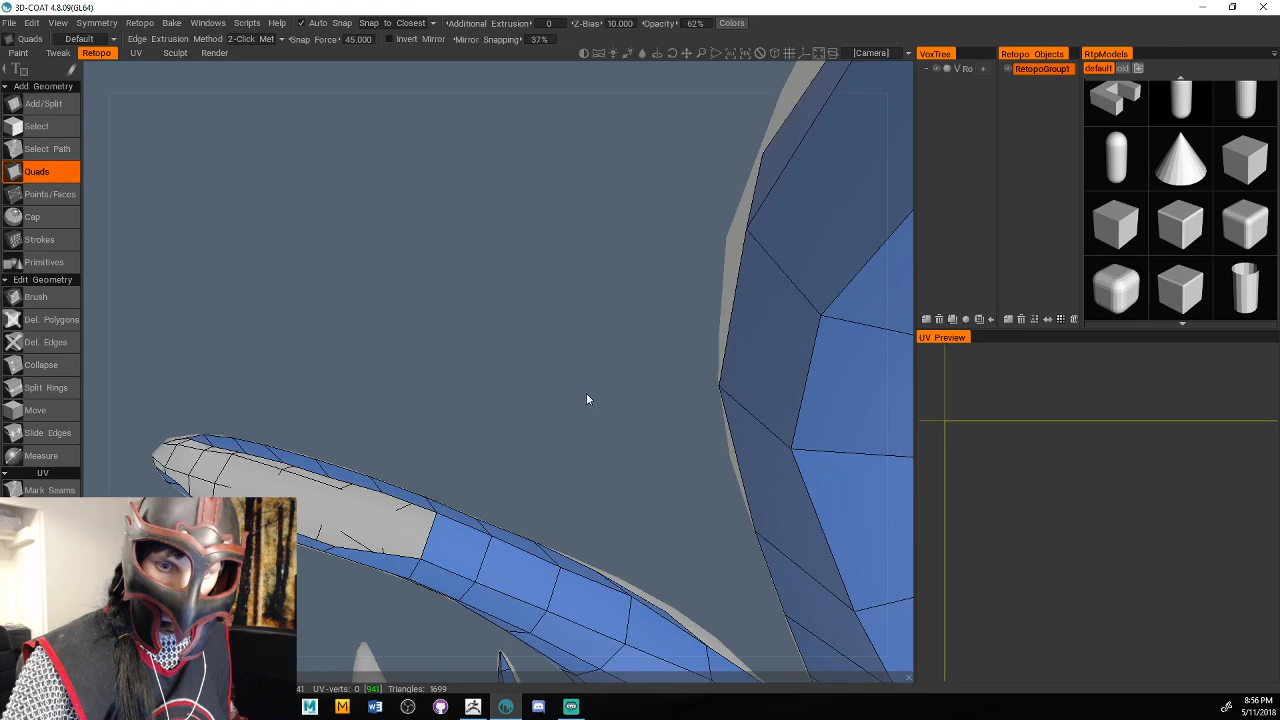 3D-COAT 4.8.09(GL64)
File Edit View Symmetry Retopo Bake Windows Scripts Help Auto Snap Snap to Closest Additional Extrusion 0 Z-Bias 10.000 Opacity 62% Colors
Quads Default Edge Extrusion Method 2-Click Met Snap Force 45.000 Invert Mirror Mirror Snapping 37%
Paint Tweak Retopo UV Sculpt Render [Camera] VoxTree Retopo Objects RtpModels
V Ro + RetopoGroup1 default old
Add Geometry
Add/Split
Select
Select Path
Quads
Points/Faces
Cap
Strokes
Primitives
Edit Geometry
Brush
Del. Polygons
Del. Edges
UV Preview
Collapse
Split Rings
Move
Slide Edges
Measure
UV
Mark Seams
41 UV-verts: 0 [941] Triangles: 1699
8:56 PM
5/11/2018